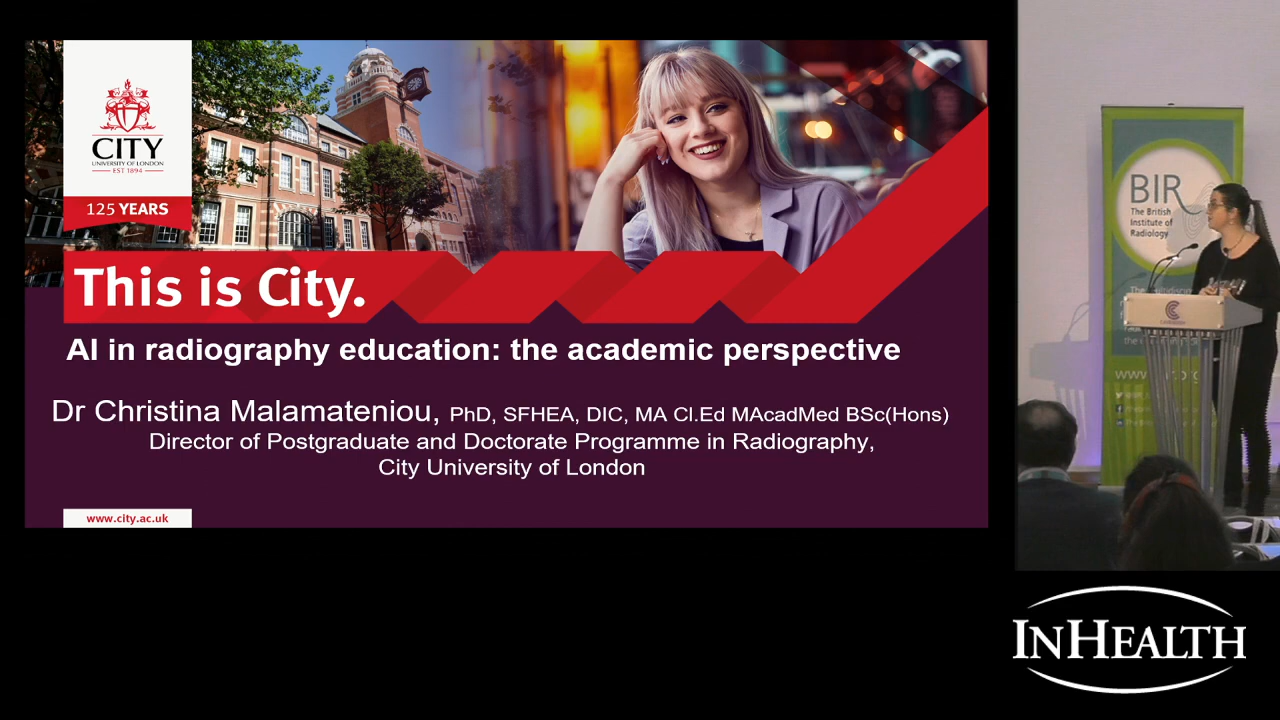 CITY
UNIVERSITY OF LONDON
EST 1894
125 YEARS
This is City.
AI in radiography education: the academic perspective
Dr Christina Malamateniou, PhD, SFHEA, DIC, MA Cl.Ed MAcadMed BSc(Hons)
Director of Postgraduate and Doctorate Programme in Radiography,
City University of London
www.city.ac.uk
BIR
The British
Institute of
Radiology
INHEALTH